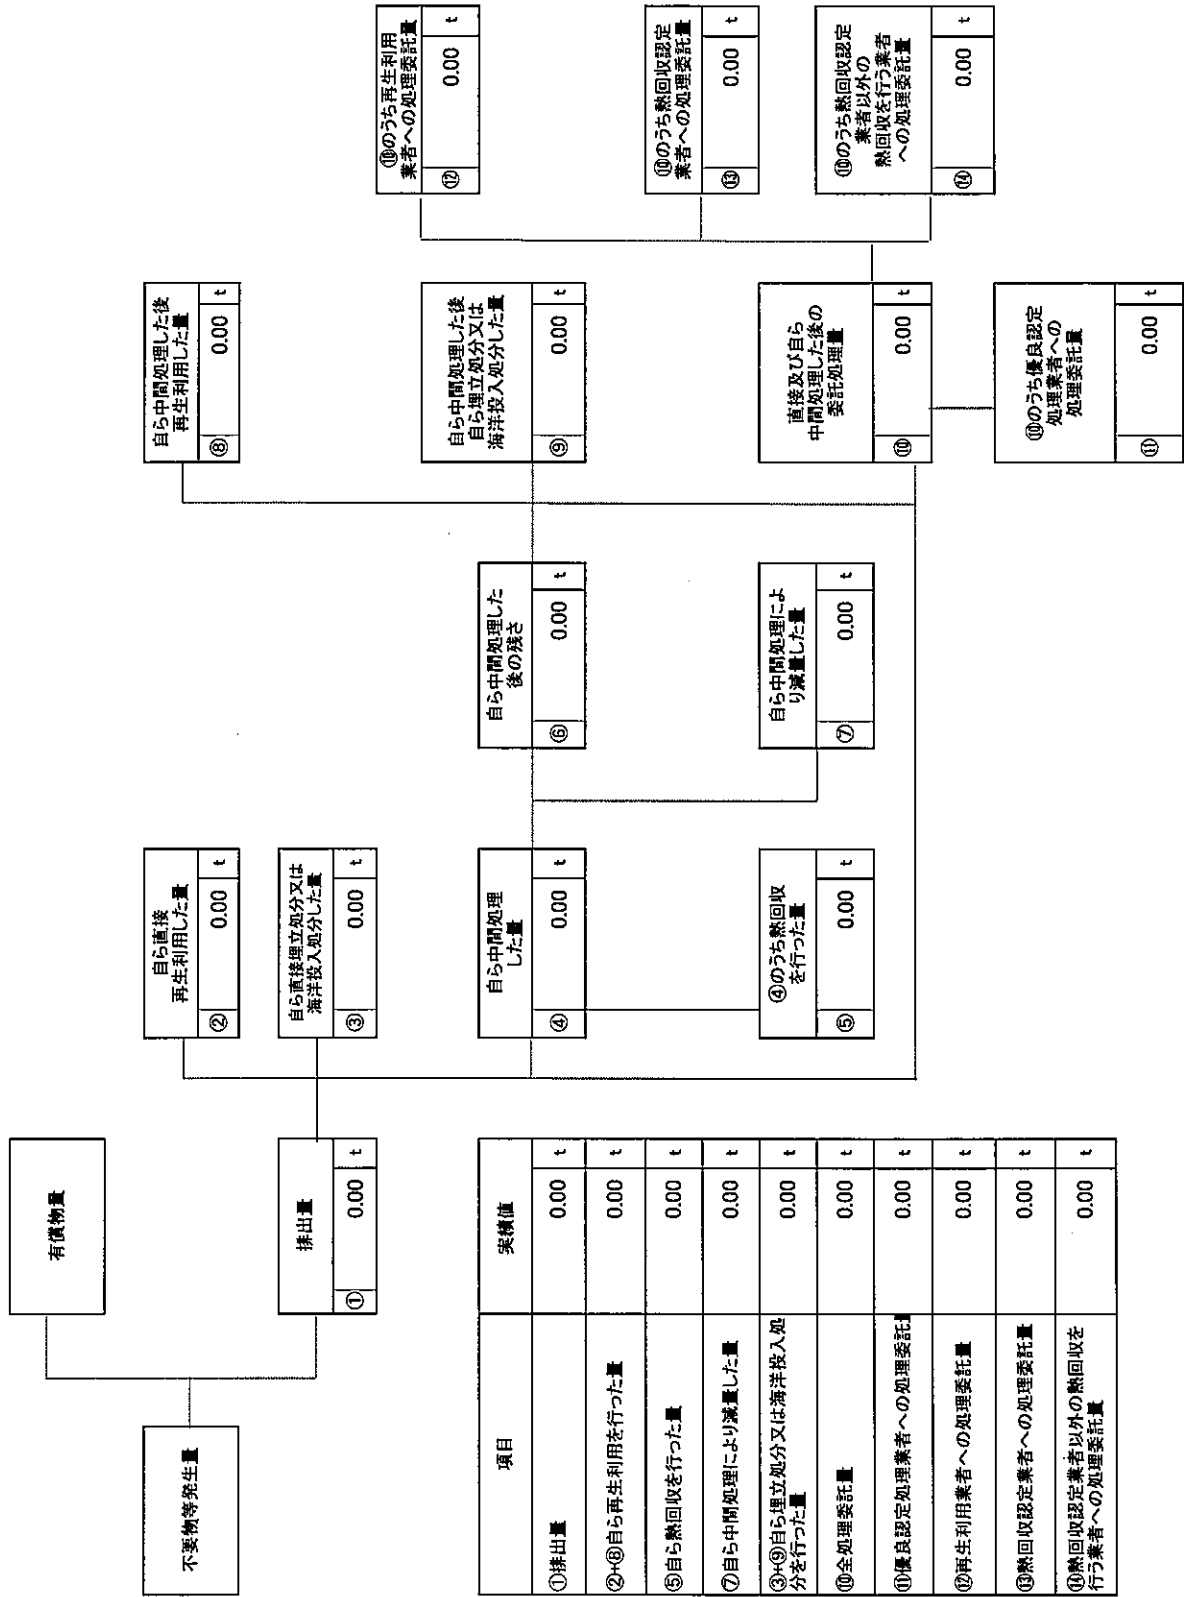 有償物量
不要物等発生量
排出量
① 0.00 t
自ら直接
再生利用した量
② 0.00 t
自ら直接埋立処分又は
海洋投入処分した量
③ 0.00 t
自ら中間処理
した量
④ 0.00 t
④のうち熱回収
を行った量
⑤ 0.00 t
自ら中間処理した
後の残さ
⑥ 0.00 t
自ら中間処理によ
り減量した量
⑦ 0.00 t
自ら中間処理した後
再生利用した量
⑧ 0.00 t
自ら中間処理した後
自ら埋立処分又は
海洋投入処分した量
⑨ 0.00 t
直接及び自ら
中間処理した後の
委託処理量
⑩ 0.00 t
⑩のうち優良認定
処理業者への
処理委託量
⑪ 0.00 t
⑩のうち再生利用
業者への処理委託量
⑫ 0.00 t
⑩のうち熱回収認定
業者への処理委託量
⑬ 0.00 t
⑩のうち熱回収認定
業者以外の
熱回収を行う業者
への処理委託量
⑭ 0.00 t
項目 実績値
①排出量 0.00 t
②+⑧自ら再生利用を行った量 0.00 t
⑤自ら熱回収を行った量 0.00 t
⑦自ら中間処理により減量した量 0.00 t
③+⑨自ら埋立処分又は海洋投入処
分を行った量 0.00 t
⑩全処理委託量 0.00 t
⑪優良認定処理業者への処理委託量 0.00 t
⑫再生利用業者への処理委託量 0.00 t
⑬熱回収認定業者への処理委託量 0.00 t
⑭熱回収認定業者以外の熱回収を
行う業者への処理委託量 0.00 t